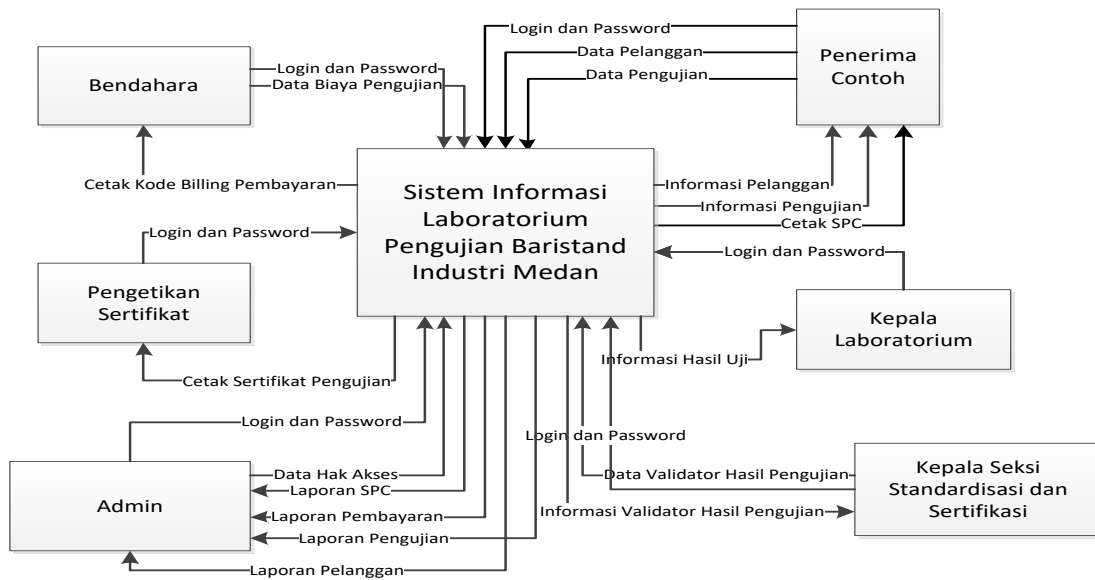 Login dan Password
Data Pelanggan
Data Pengujian
Penerima
Contoh
Bendahara
Login dan Password
Data Biaya Pengujian
Cetak Kode Billing Pembayaran
Sistem Informasi
Laboratorium
Pengujian Baristand
Industri Medan
Informasi Pelanggan
Informasi Pengujian
Cetak SPC
Login dan Password
Login dan Password
Pengetikan
Sertifikat
Kepala
Laboratorium
Informasi Hasil Uji
Cetak Sertifikat Pengujian
Login dan Password
Login dan Password
Admin
Data Hak Akses
Laporan SPC
Laporan Pembayaran
Laporan Pengujian
Laporan Pelanggan
Data Validator Hasil Pengujian
Informasi Validator Hasil Pengujian
Kepala Seksi
Standardisasi dan
Sertifikasi